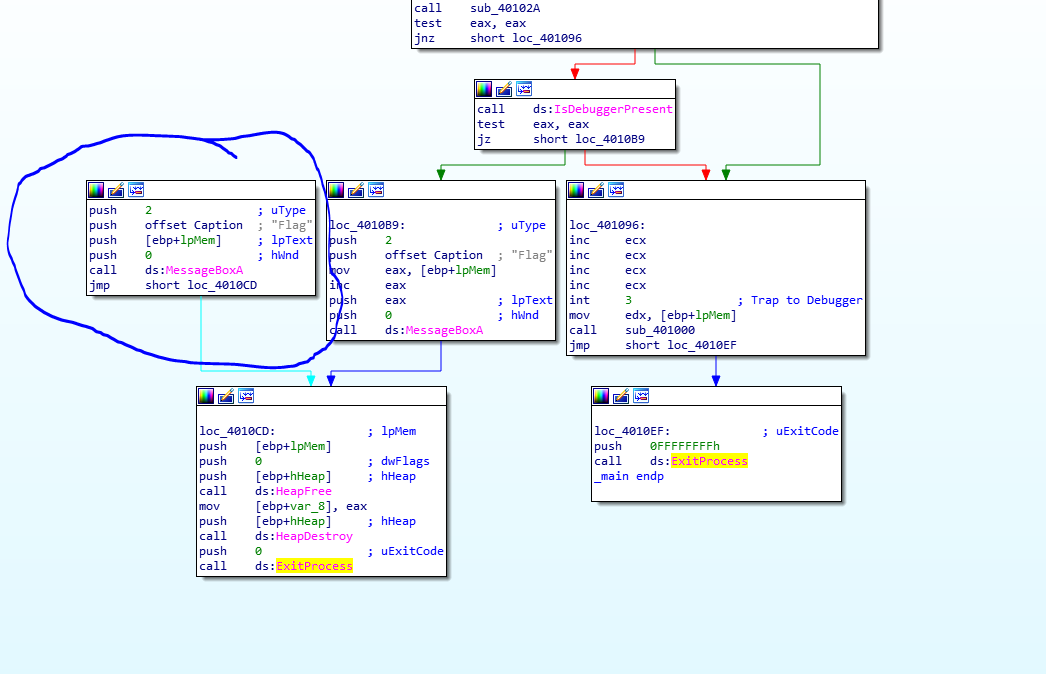 call sub_40102A
test eax, eax
jnz short loc_401096
call ds:IsDebuggerPresent
test eax, eax
jz short loc_4010B9
push 2 ; uType
push offset Caption ; "Flag"
push [ebp+lpMem] ; lpText
push 0 ; hWnd
call ds:MessageBoxA
jmp short loc_4010CD
loc_4010B9: ; uType
push 2
push offset Caption ; "Flag"
mov eax, [ebp+lpMem]
inc eax
push eax ; lpText
push 0 ; hWnd
call ds:MessageBoxA
loc_401096:
inc ecx
inc ecx
inc ecx
inc ecx
int 3 ; Trap to Debugger
mov edx, [ebp+lpMem]
call sub_401000
jmp short loc_4010EF
loc_4010CD: ; lpMem
push [ebp+lpMem]
push 0 ; dwFlags
push [ebp+hHeap] ; hHeap
call ds:HeapFree
mov [ebp+var_8], eax
push [ebp+hHeap] ; hHeap
call ds:HeapDestroy
push 0 ; uExitCode
call ds:ExitProcess
loc_4010EF: ; uExitCode
push 0FFFFFFFFh
call ds:ExitProcess
_main endp